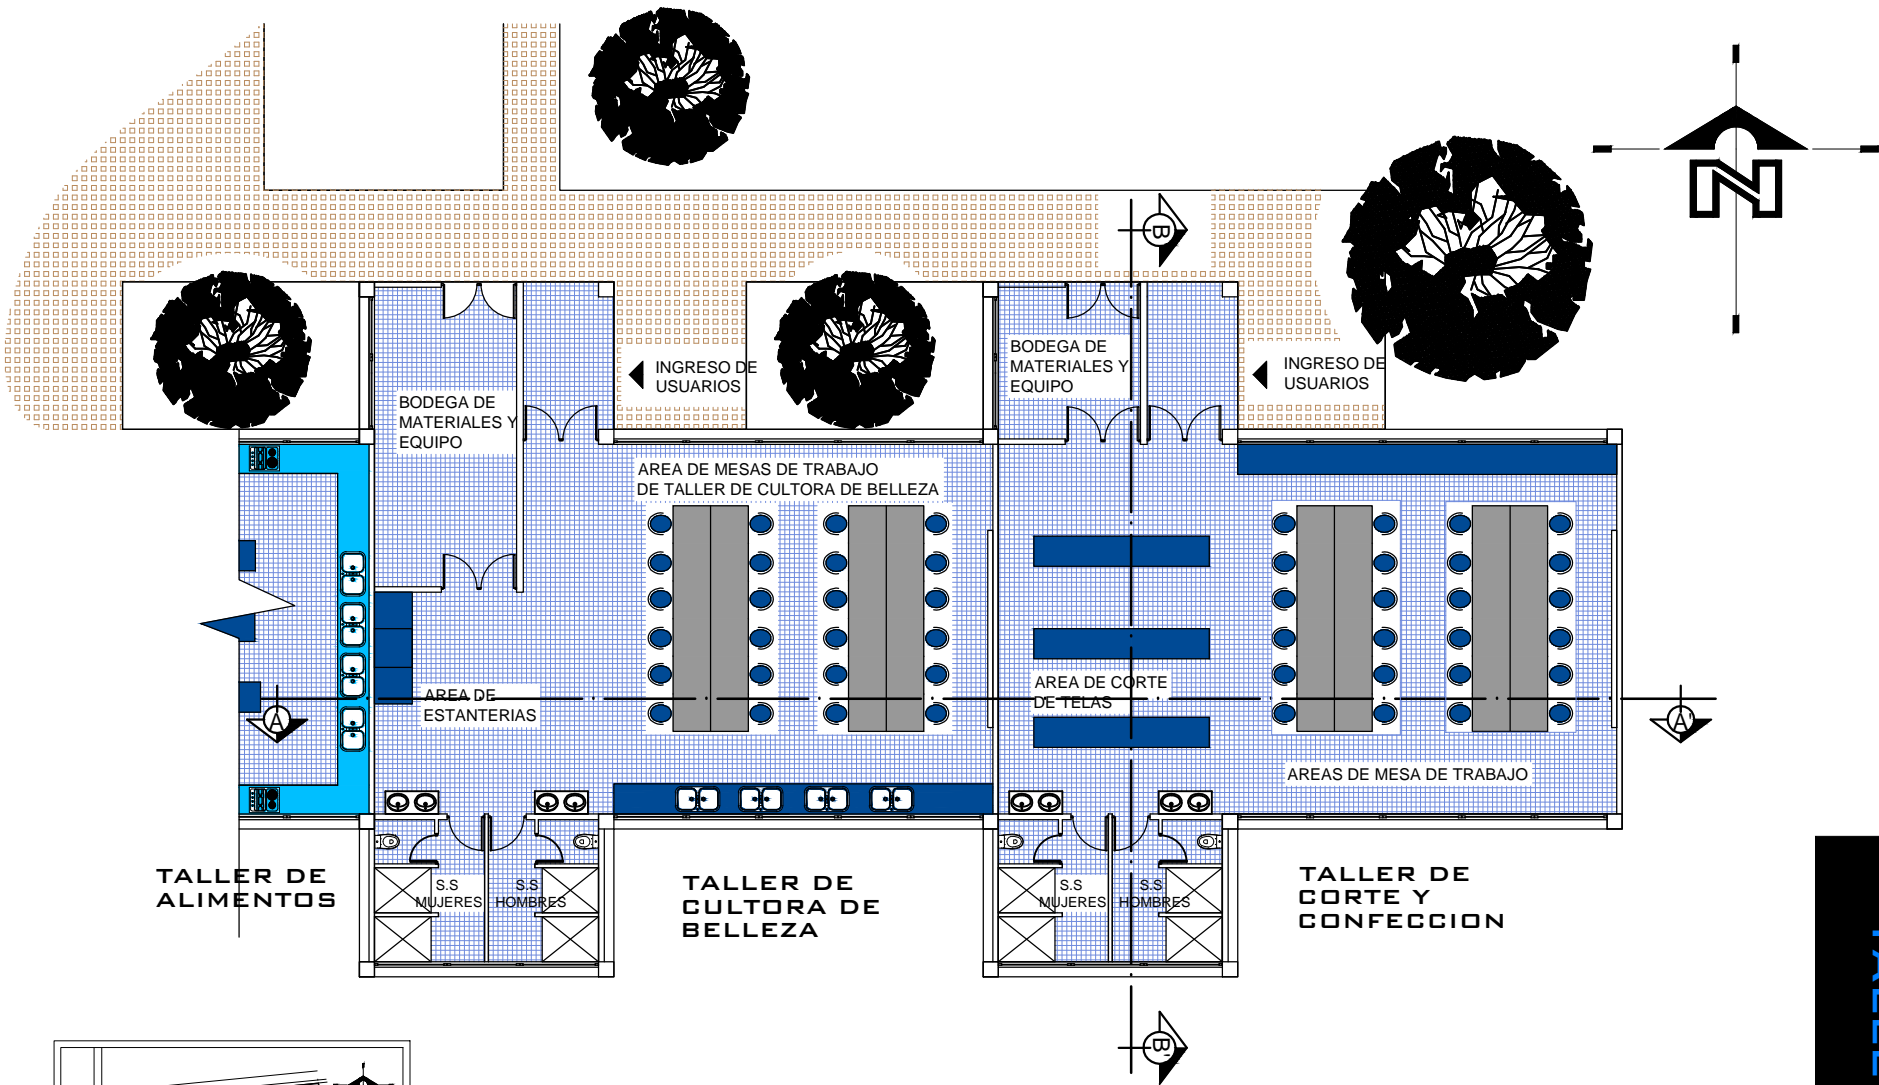 N
B
BODEGA DE
MATERIALES Y
EQUIPO
INGRESO DE
USUARIOS
INGRESO DE
USUARIOS
BODEGA DE
MATERIALES Y
EQUIPO
AREA DE MESAS DE TRABAJO
DE TALLER DE CULTORA DE BELLEZA
AREA DE
ESTANTERIAS
AREA DE CORTE
DE TELAS
A
A'
AREAS DE MESA DE TRABAJO
TALLER DE
ALIMENTOS
S.S
MUJERES
S.S
HOMBRES
TALLER DE
CULTORA DE
BELLEZA
S.S
MUJERES
S.S
HOMBRES
TALLER DE
CORTE Y
CONFECCION
B'